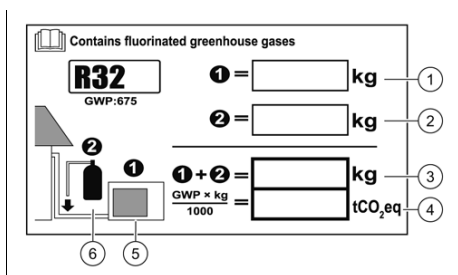 Contains fluorinated greenhouse gases
R32
GWP:675
❶ = kg 1
❷ = kg 2
❶ + ❷ = kg 3
GWP × kg
1000
= tCO₂eq 4
❷
❶
6 5